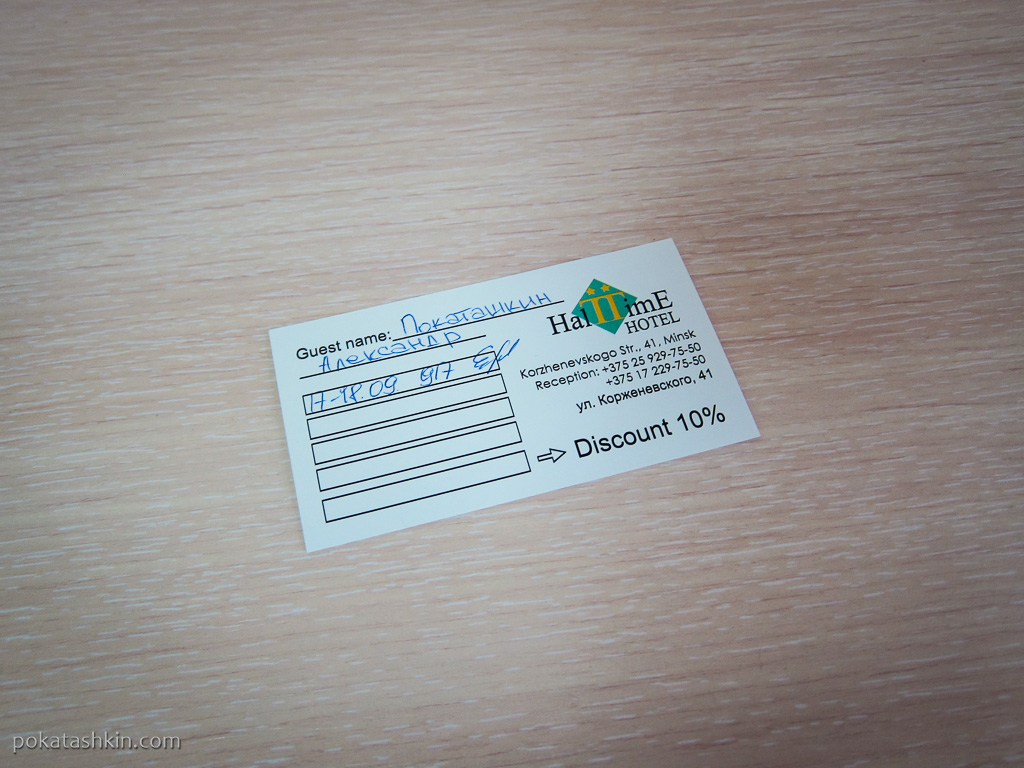 Guest name: Покаташкин
Александр
17-18.09 917
HalfTimE
HOTEL
Korzhenevskogo Str., 41, Minsk
Reception: +375 25 929-75-50
+375 17 229-75-50
ул. Корженевского, 41
Discount 10%
pokatashkin.com